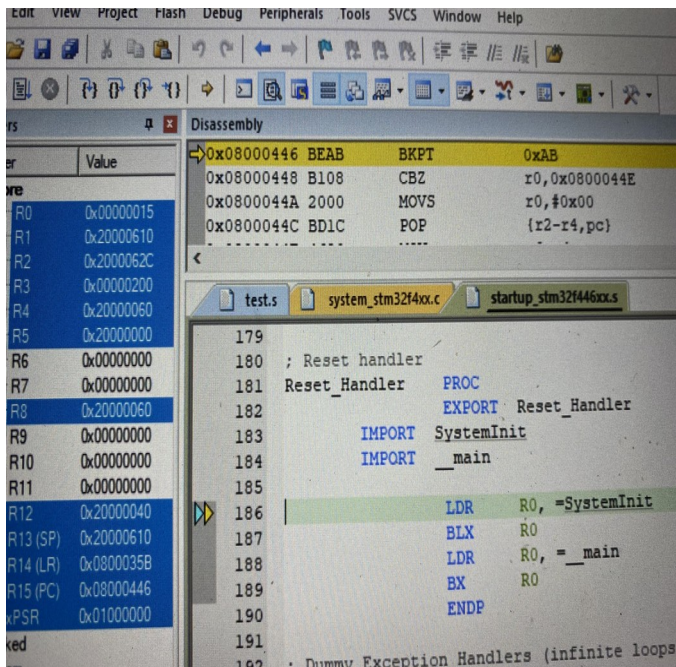 Edit View Project Flash Debug Peripherals Tools SVCS Window Help
Disassembly
Value
R0 0x00000015
R1 0x20000610
R2 0x2000062C
R3 0x00000200
R4 0x20000060
R5 0x20000000
R6 0x00000000
R7 0x00000000
R8 0x20000060
R9 0x00000000
R10 0x00000000
R11 0x00000000
R12 0x20000040
R13 (SP) 0x20000610
R14 (LR) 0x0800035B
R15 (PC) 0x08000446
xPSR 0x01000000
0x08000446 BEAB BKPT 0xAB
0x08000448 B108 CBZ r0,0x0800044E
0x0800044A 2000 MOVS r0,#0x00
0x0800044C BD1C POP {r2-r4,pc}
test.s system_stm32f4xx.c startup_stm32f446xx.s
179
180 ; Reset handler
181 Reset_Handler PROC
182 EXPORT Reset_Handler
183 IMPORT SystemInit
184 IMPORT __main
185
186 LDR R0, =SystemInit
187 BLX R0
188 LDR R0, =__main
189 BX R0
190 ENDP
191
192 ; Dummy Exception Handlers (infinite loops